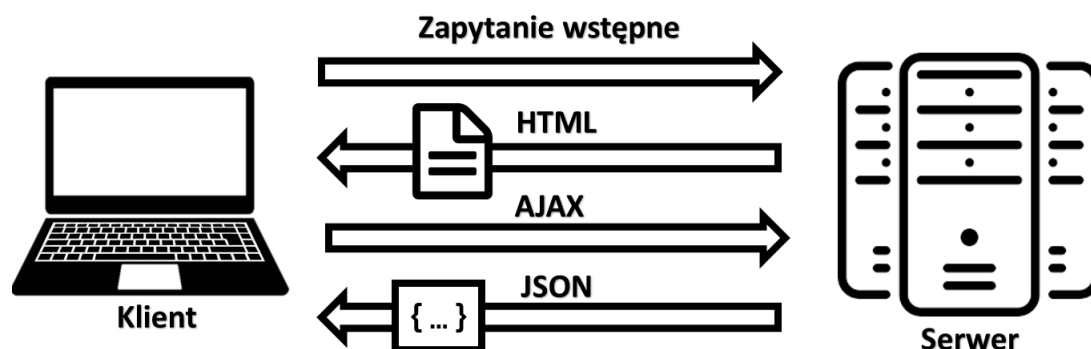 Zapytanie wstępne
HTML
AJAX
JSON
{ ... }
Klient
Serwer